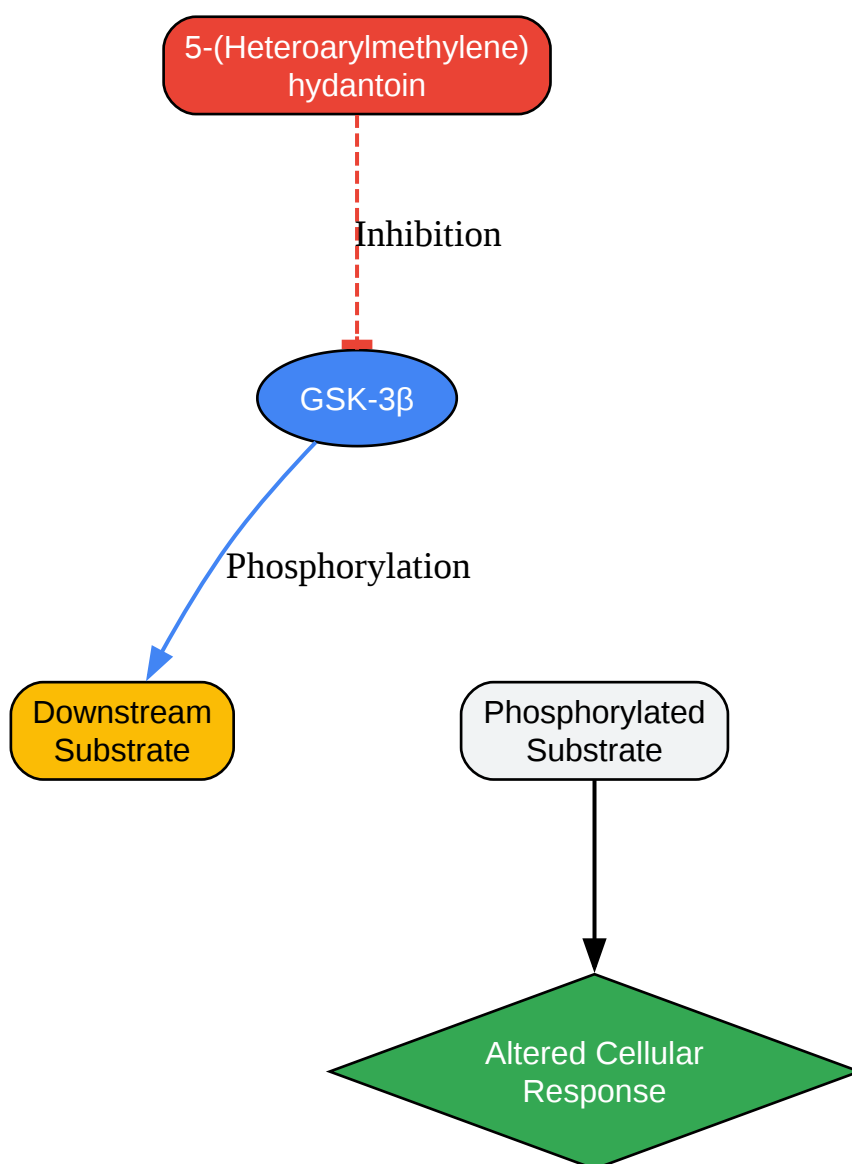 5-(Heteroarylmethylene)
hydantoin
Inhibition
GSK-3β
Phosphorylation
Downstream
Substrate
Phosphorylated
Substrate
Altered Cellular
Response